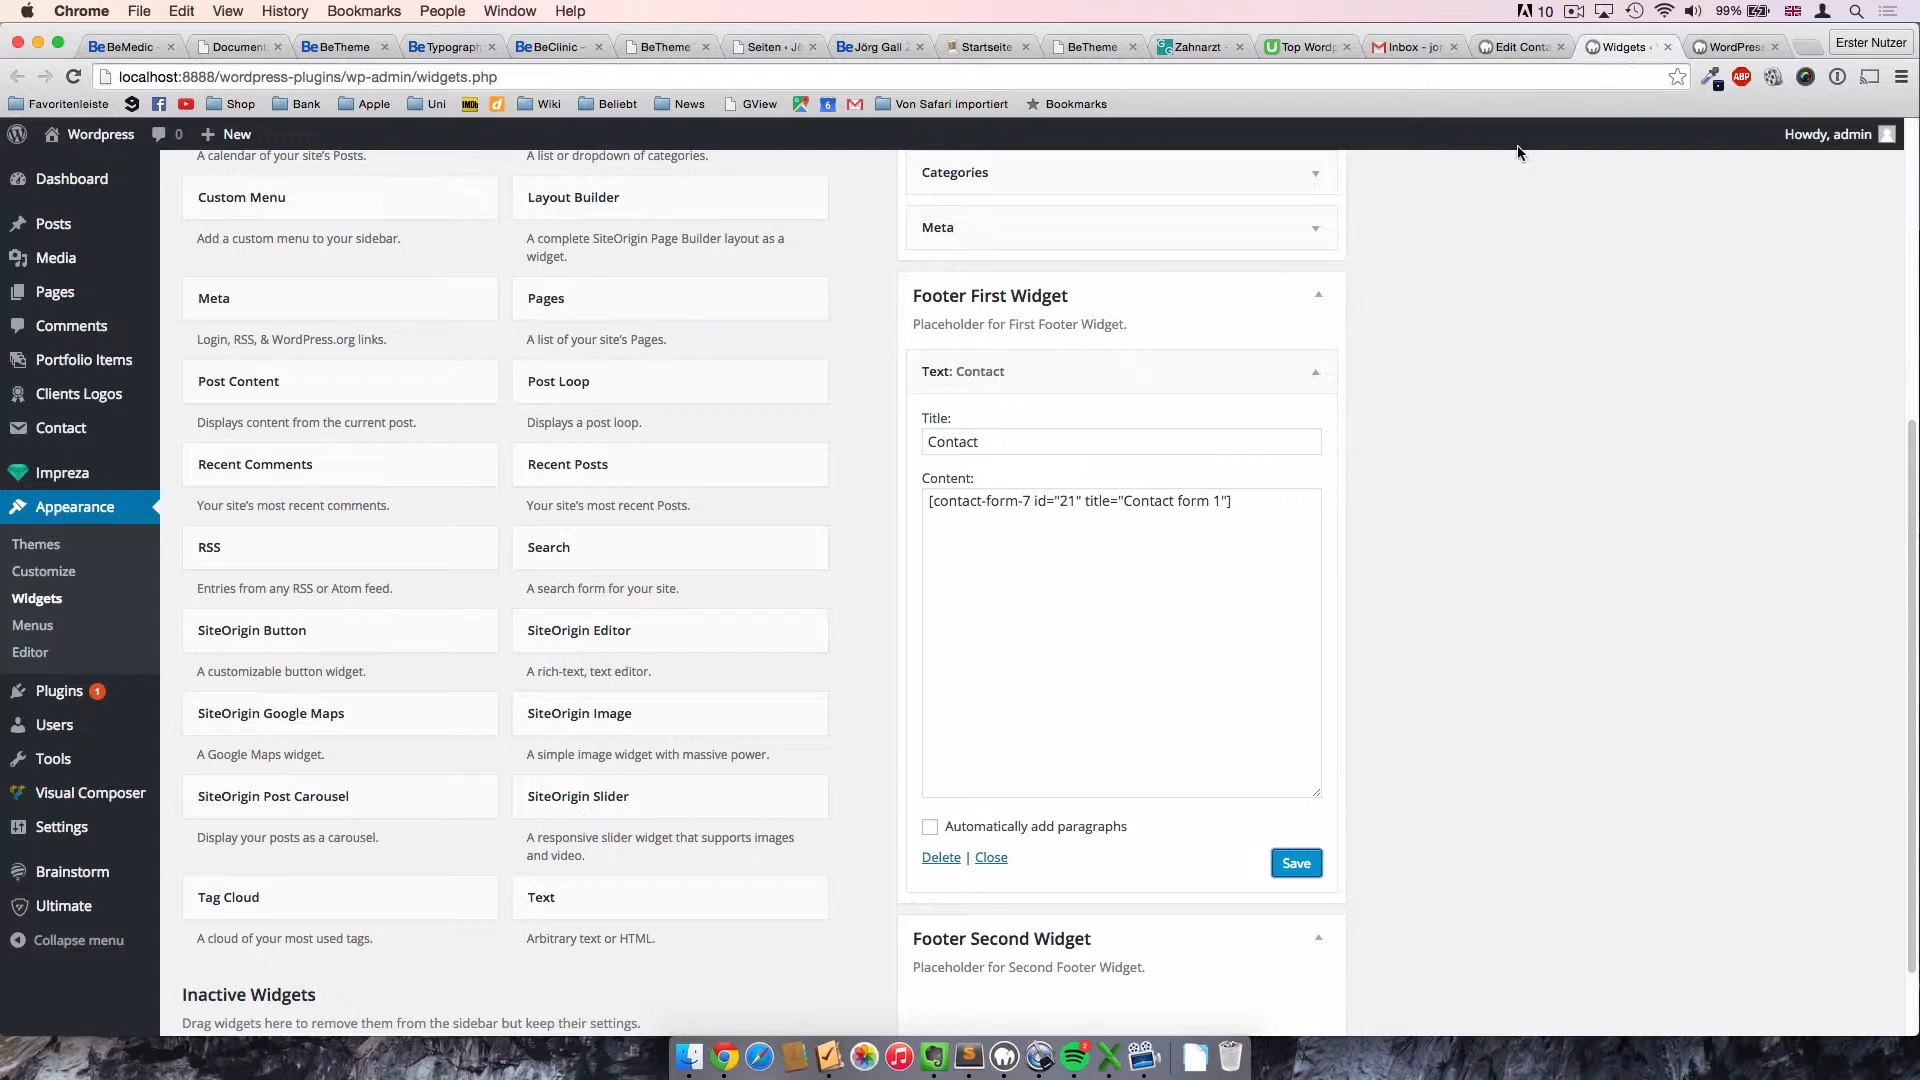 Chrome File Edit View History Bookmarks People Window Help 10 99%
BeMedic - Document BeTheme Typograph BeClinic - BeTheme Seiten ‹ Jö Jörg Gall Z Startseite BeTheme Zahnarzt - Top Wordp Inbox - jor Edit Conta Widgets ‹ WordPress Erster Nutzer
localhost:8888/wordpress-plugins/wp-admin/widgets.php ABP
Favoritenleiste Shop Bank Apple Uni IMDb Wiki Beliebt News GView 6 Von Safari importiert Bookmarks
Wordpress 0 New Howdy, admin
Dashboard
Posts
Media
Pages
Comments
Portfolio Items
Clients Logos
Contact
Impreza
Appearance
Themes
Customize
Widgets
Menus
Editor
Plugins 1
Users
Tools
Visual Composer
Settings
Brainstorm
Ultimate
Collapse menu
A calendar of your site's Posts.
A list or dropdown of categories.
Custom Menu
Layout Builder
Add a custom menu to your sidebar.
A complete SiteOrigin Page Builder layout as a
widget.
Meta
Pages
Login, RSS, & WordPress.org links.
A list of your site's Pages.
Post Content
Post Loop
Displays content from the current post.
Displays a post loop.
Recent Comments
Recent Posts
Your site's most recent comments.
Your site's most recent Posts.
RSS
Search
Entries from any RSS or Atom feed.
A search form for your site.
SiteOrigin Button
SiteOrigin Editor
A customizable button widget.
A rich-text, text editor.
SiteOrigin Google Maps
SiteOrigin Image
A Google Maps widget.
A simple image widget with massive power.
SiteOrigin Post Carousel
SiteOrigin Slider
Display your posts as a carousel.
A responsive slider widget that supports images
and video.
Tag Cloud
Text
A cloud of your most used tags.
Arbitrary text or HTML.
Inactive Widgets
Drag widgets here to remove them from the sidebar but keep their settings.
Categories
Meta
Footer First Widget
Placeholder for First Footer Widget.
Text: Contact
Title:
Contact
Content:
[contact-form-7 id="21" title="Contact form 1"]
Automatically add paragraphs
Delete | Close
Save
Footer Second Widget
Placeholder for Second Footer Widget.